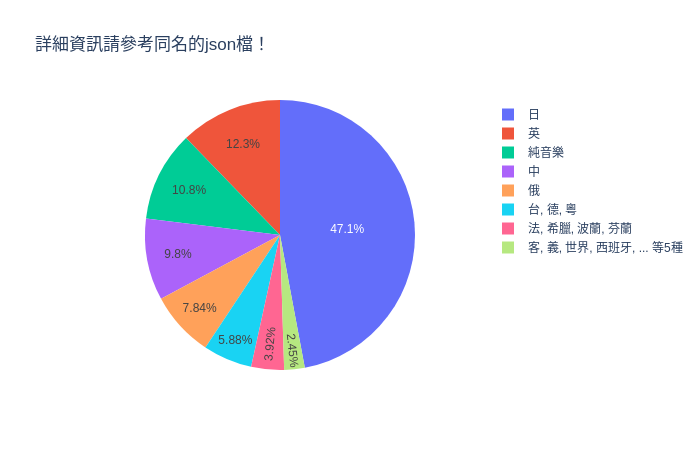 詳細資訊請參考同名的json檔！
12.3%
47.1%
10.8%
9.8%
7.84%
5.88%
3.92%
2.45%
日
英
純音樂
中
俄
台, 德, 粵
法, 希臘, 波蘭, 芬蘭
客, 義, 世界, 西班牙, ... 等5種